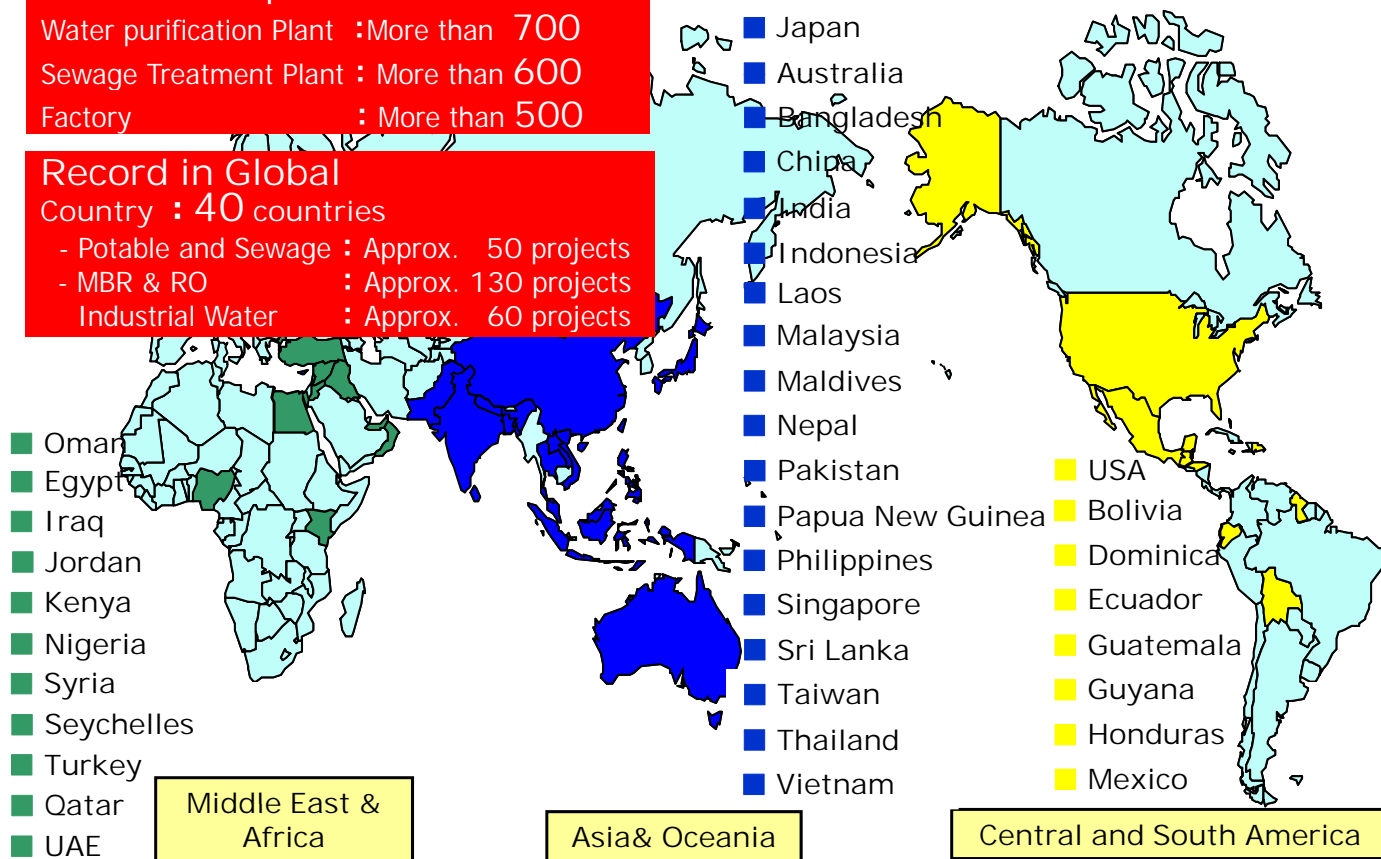 Water purification Plant : More than 700
Sewage Treatment Plant : More than 600
Factory : More than 500
Record in Global
Country : 40 countries
- Potable and Sewage : Approx. 50 projects
- MBR & RO : Approx. 130 projects
Industrial Water : Approx. 60 projects
Oman
Egypt
Iraq
Jordan
Kenya
Nigeria
Syria
Seychelles
Turkey
Qatar
UAE
Middle East &
Africa
Japan
Australia
Bangladesh
China
India
Indonesia
Laos
Malaysia
Maldives
Nepal
Pakistan
Papua New Guinea
Philippines
Singapore
Sri Lanka
Taiwan
Thailand
Vietnam
Asia& Oceania
USA
Bolivia
Dominica
Ecuador
Guatemala
Guyana
Honduras
Mexico
Central and South America